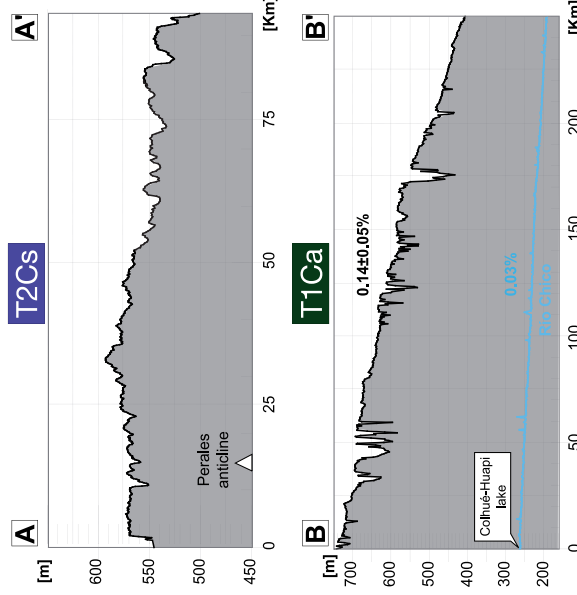 A
T2Cs
A'
[m]
600
550
500
450
Perales
anticline
0
25
50
75
[Km]
B
T1Ca
B'
[m]
700
600
500
400
300
200
0.14±0.05%
0.03%
Rio Chico
Colhué-Huapi
lake
0
50
100
150
200
[Km]